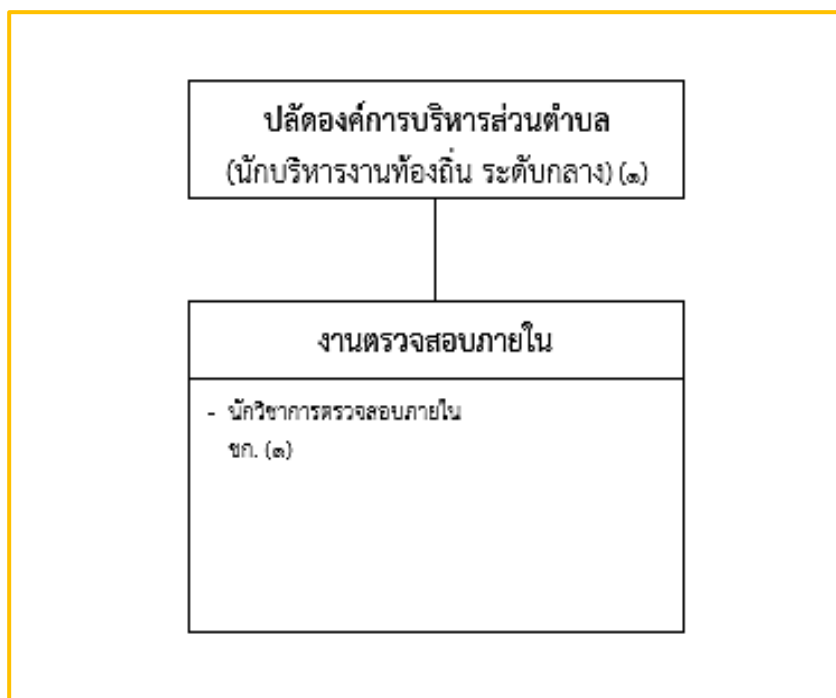 ปลัดองค์การบริหารส่วนตำบล
(นักบริหารงานท้องถิ่น ระดับกลาง) (๑)
งานตรวจสอบภายใน
- นักวิชาการตรวจสอบภายใน
ชก. (๑)